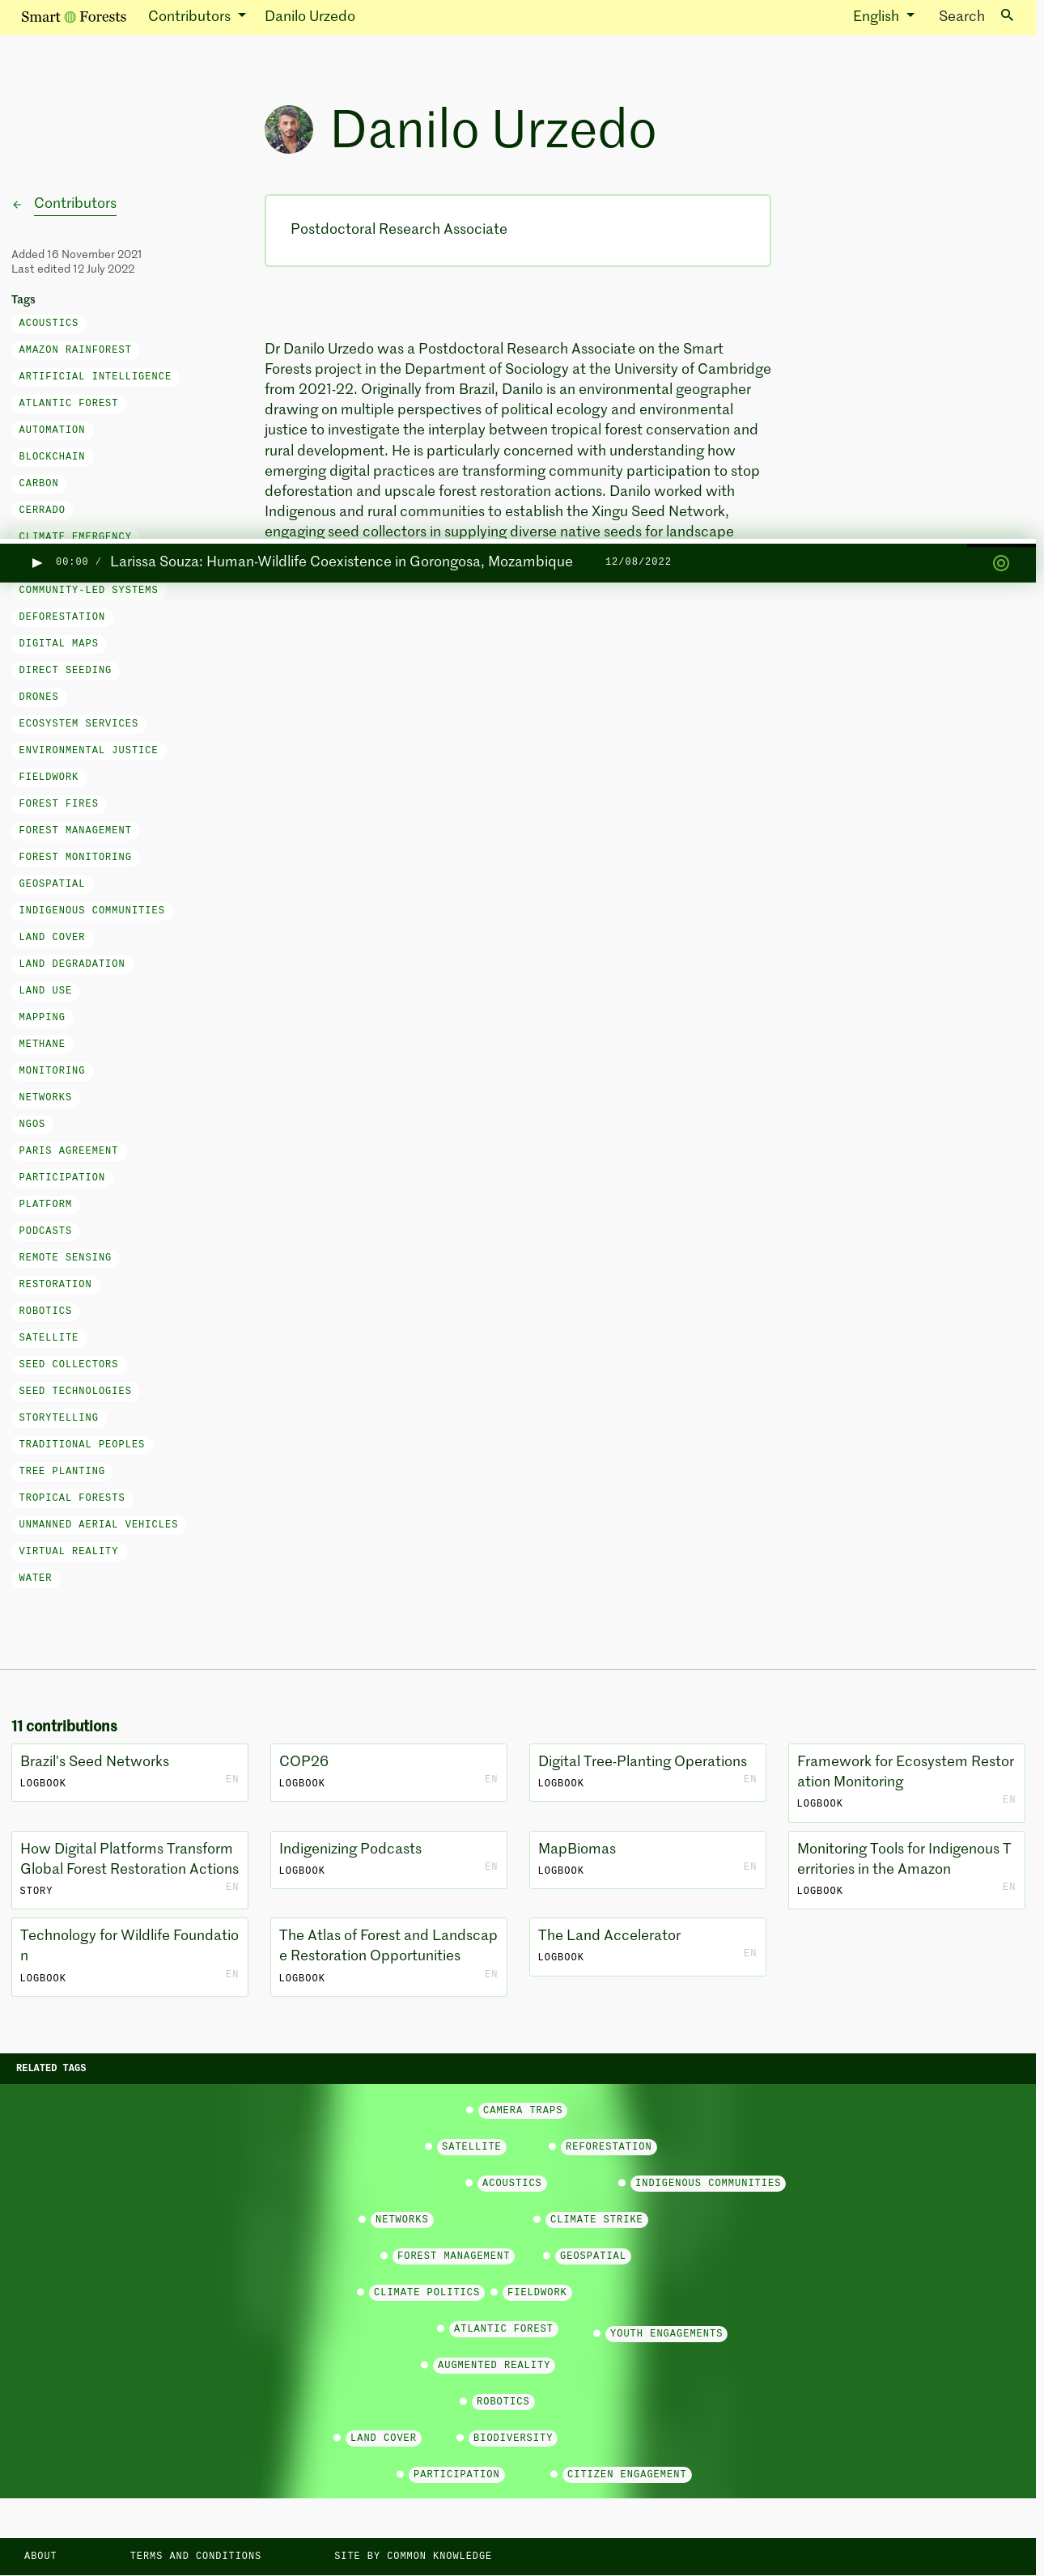 Smart Forests Contributors Danilo Urzedo English Search
Danilo Urzedo
Contributors
Added 16 November 2021
Last edited 12 July 2022
Tags
ACOUSTICS
AMAZON RAINFOREST
ARTIFICIAL INTELLIGENCE
ATLANTIC FOREST
AUTOMATION
BLOCKCHAIN
CARBON
CERRADO
CLIMATE EMERGENCY
Postdoctoral Research Associate
Dr Danilo Urzedo was a Postdoctoral Research Associate on the Smart
Forests project in the Department of Sociology at the University of Cambridge
from 2021-22. Originally from Brazil, Danilo is an environmental geographer
drawing on multiple perspectives of political ecology and environmental
justice to investigate the interplay between tropical forest conservation and
rural development. He is particularly concerned with understanding how
emerging digital practices are transforming community participation to stop
deforestation and upscale forest restoration actions. Danilo worked with
Indigenous and rural communities to establish the Xingu Seed Network,
engaging seed collectors in supplying diverse native seeds for landscape
▶ 00:00 / Larissa Souza: Human-Wildlife Coexistence in Gorongosa, Mozambique 12/08/2022
COMMUNITY-LED SYSTEMS
DEFORESTATION
DIGITAL MAPS
DIRECT SEEDING
DRONES
ECOSYSTEM SERVICES
ENVIRONMENTAL JUSTICE
FIELDWORK
FOREST FIRES
FOREST MANAGEMENT
FOREST MONITORING
GEOSPATIAL
INDIGENOUS COMMUNITIES
LAND COVER
LAND DEGRADATION
LAND USE
MAPPING
METHANE
MONITORING
NETWORKS
NGOS
PARIS AGREEMENT
PARTICIPATION
PLATFORM
PODCASTS
REMOTE SENSING
RESTORATION
ROBOTICS
SATELLITE
SEED COLLECTORS
SEED TECHNOLOGIES
STORYTELLING
TRADITIONAL PEOPLES
TREE PLANTING
TROPICAL FORESTS
UNMANNED AERIAL VEHICLES
VIRTUAL REALITY
WATER
11 contributions
Brazil's Seed Networks
LOGBOOK EN
COP26
LOGBOOK EN
Digital Tree-Planting Operations
LOGBOOK EN
Framework for Ecosystem Restor
ation Monitoring
LOGBOOK EN
How Digital Platforms Transform
Global Forest Restoration Actions
STORY EN
Indigenizing Podcasts
LOGBOOK EN
MapBiomas
LOGBOOK EN
Monitoring Tools for Indigenous T
erritories in the Amazon
LOGBOOK EN
Technology for Wildlife Foundatio
n
LOGBOOK EN
The Atlas of Forest and Landscap
e Restoration Opportunities
LOGBOOK EN
The Land Accelerator
LOGBOOK EN
RELATED TAGS
CAMERA TRAPS
SATELLITE REFORESTATION
ACOUSTICS INDIGENOUS COMMUNITIES
NETWORKS CLIMATE STRIKE
FOREST MANAGEMENT GEOSPATIAL
CLIMATE POLITICS FIELDWORK
ATLANTIC FOREST YOUTH ENGAGEMENTS
AUGMENTED REALITY
ROBOTICS
LAND COVER BIODIVERSITY
PARTICIPATION CITIZEN ENGAGEMENT
ABOUT TERMS AND CONDITIONS SITE BY COMMON KNOWLEDGE